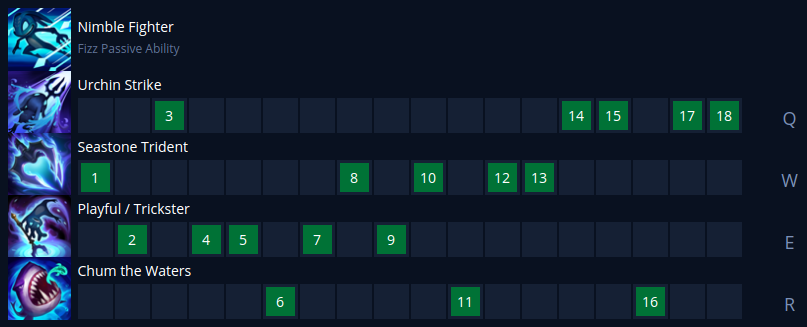 Nimble Fighter
Fizz Passive Ability
Urchin Strike
3 14 15 17 18 Q
Seastone Trident
1 8 10 12 13 W
Playful / Trickster
2 4 5 7 9 E
Chum the Waters
6 11 16 R